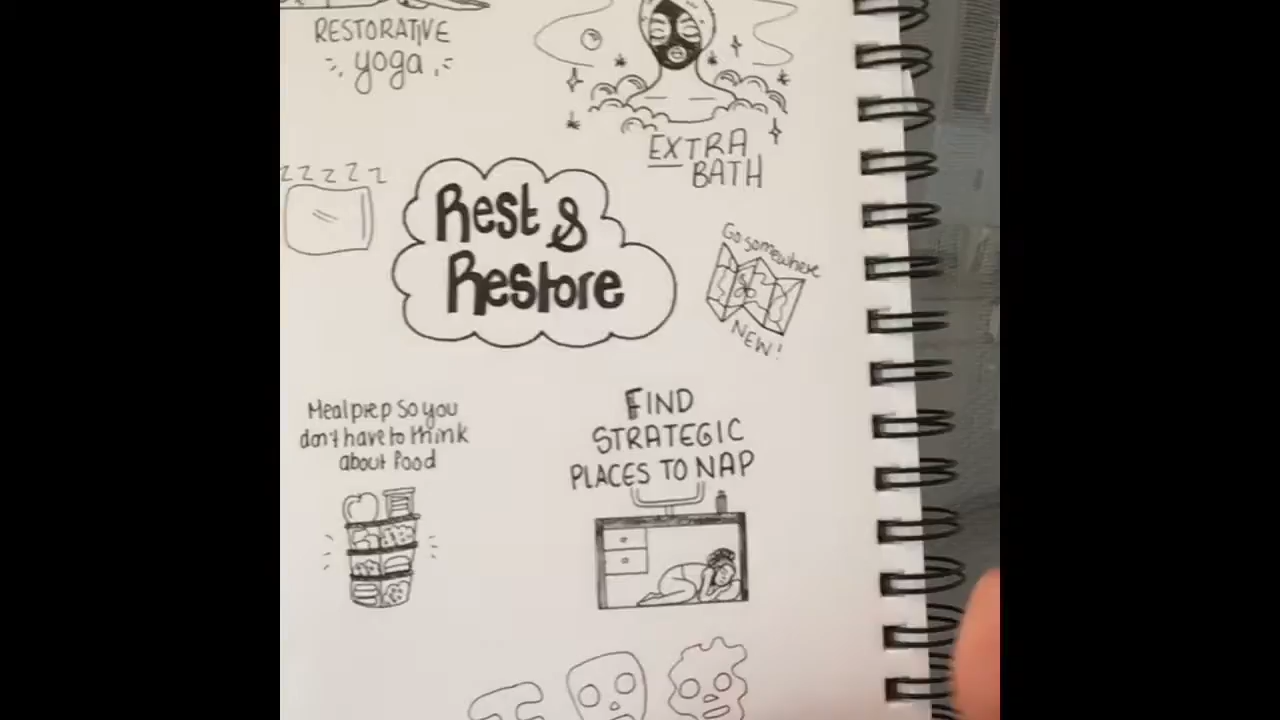 RESTORATIVE
yoga
EXTRA
BATH
ZZZZZ
Rest &
Restore
Go somewhere
NEW!
Meal prep so you
don't have to think
about food
FIND
STRATEGIC
PLACES TO NAP